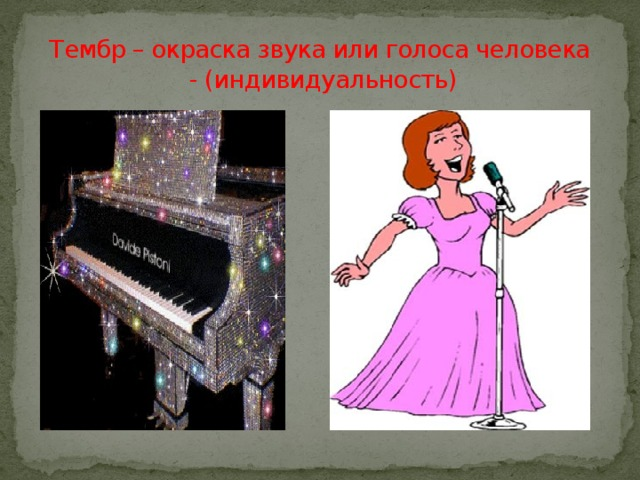 Тембр – окраска звука или голоса человека
- (индивидуальность)
Davide Pistoni